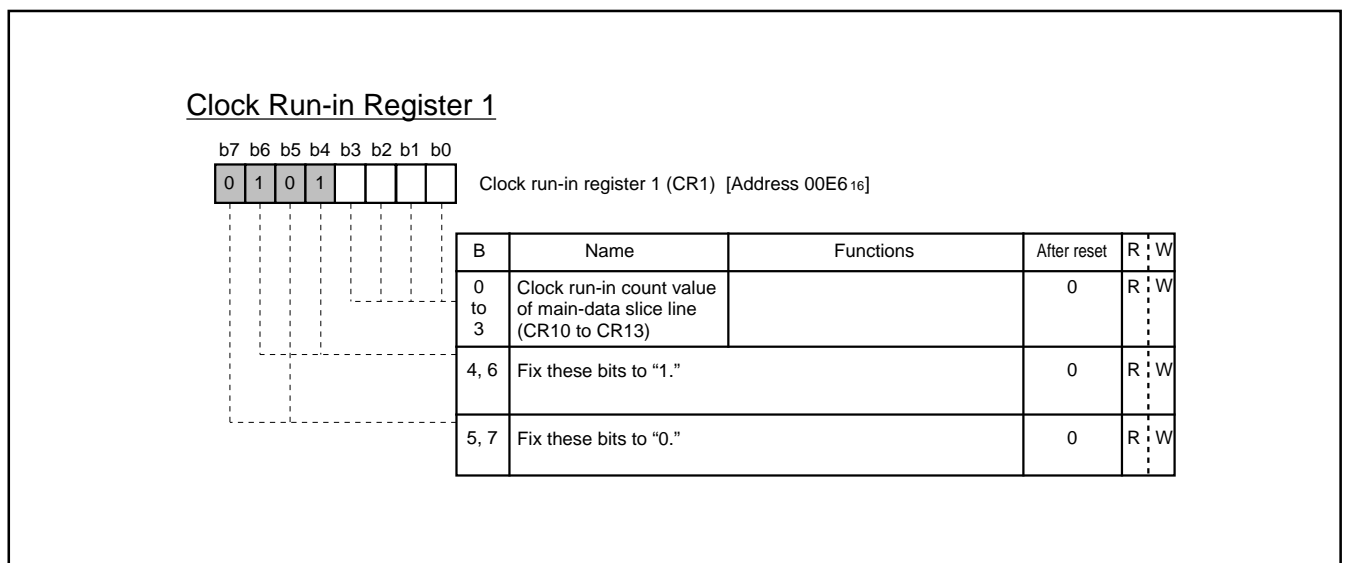 Clock Run-in Register 1
b7 b6 b5 b4 b3 b2 b1 b0
0 1 0 1
Clock run-in register 1 (CR1) [Address 00E616]
B Name Functions After reset R W
0 to 3 Clock run-in count value of main-data slice line (CR10 to CR13) 0 R W
4, 6 Fix these bits to “1.” 0 R W
5, 7 Fix these bits to “0.” 0 R W